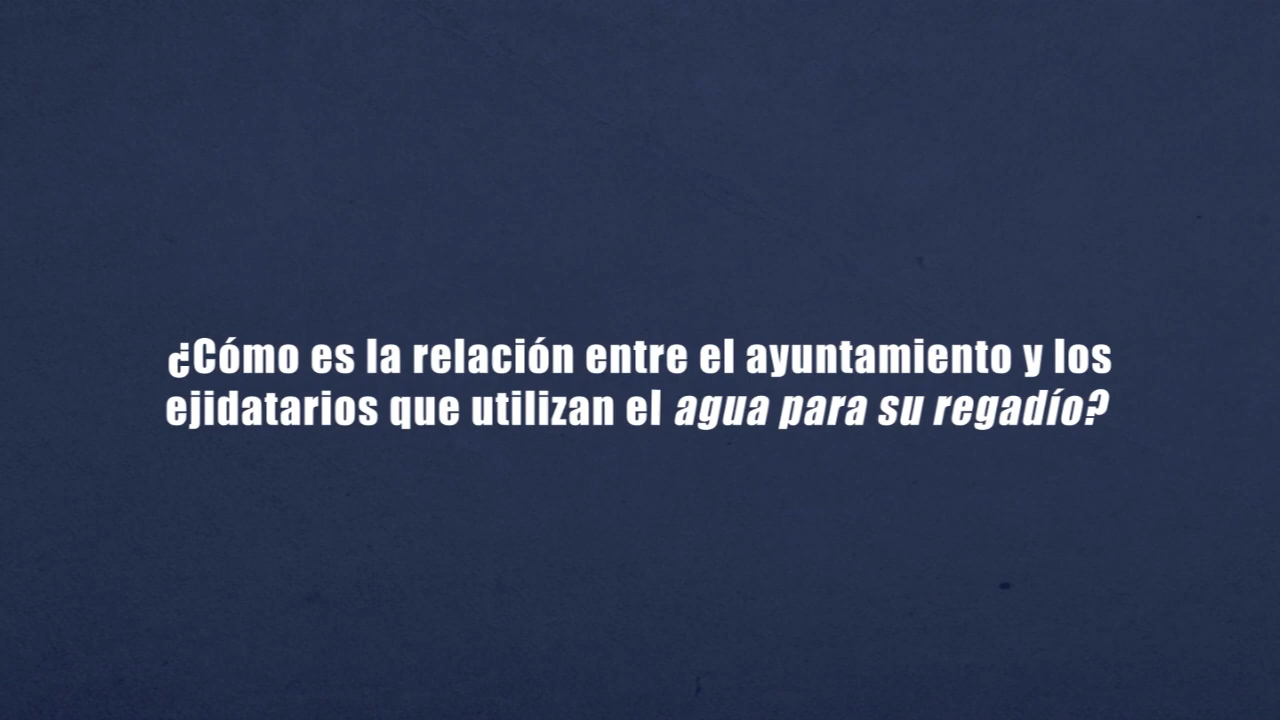 ¿Cómo es la relación entre el ayuntamiento y los
ejidatarios que utilizan el agua para su regadío?